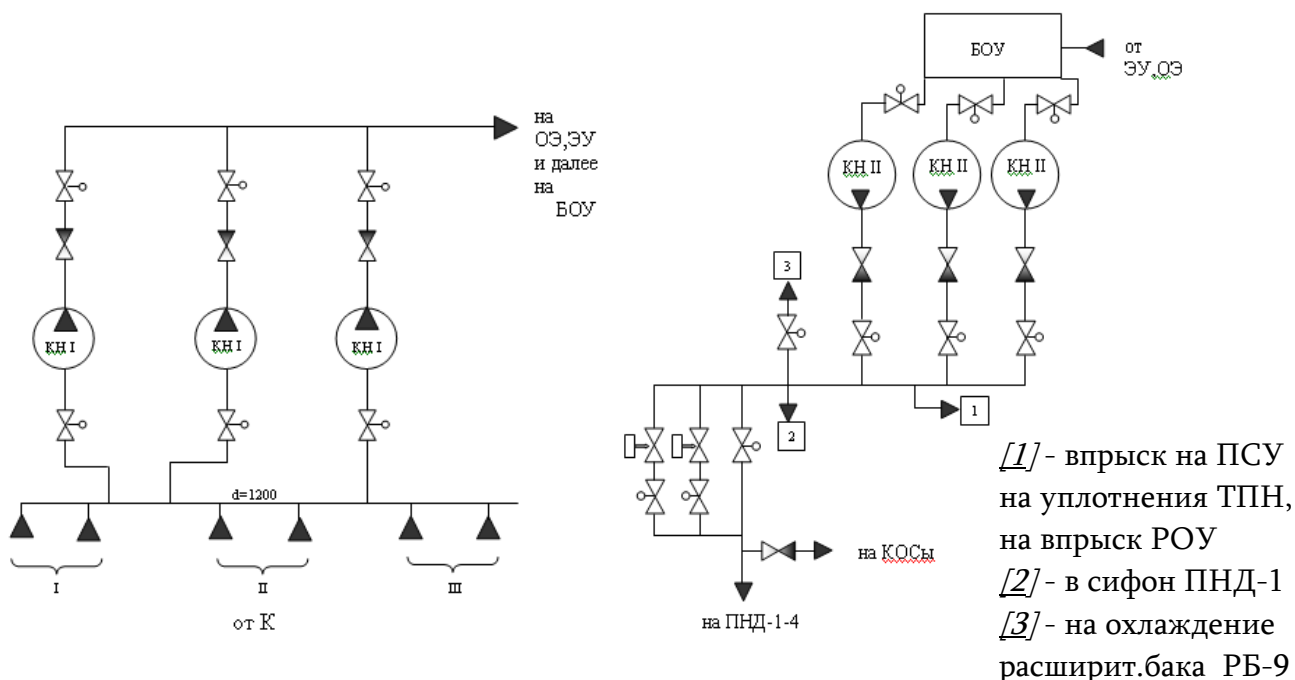 на
ОЭ,ЭУ
и далее
на
БОУ
КН I
КН I
КН I
d=1200
I
II
III
от К
БОУ
от
ЭУ,ОЭ
КН II
КН II
КН II
3
2
1
на КОСы
на ПНД-1-4
[1] - впрыск на ПСУ
на уплотнения ТПН,
на впрыск РОУ
[2] - в сифон ПНД-1
[3] - на охлаждение
расширит.бака РБ-9